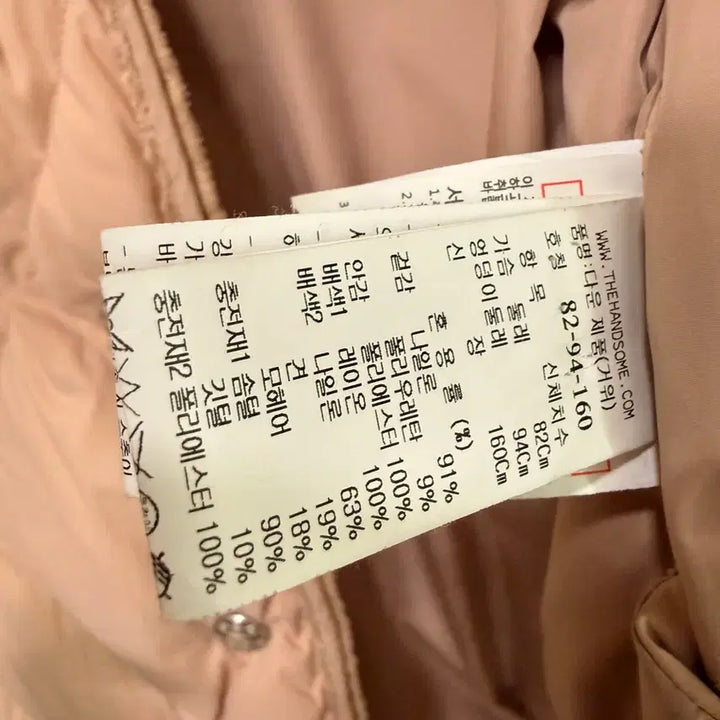 WWW.THEHANDSOME.COM
품명:다운 제품(거위)
호칭 82-94-160
항 목 신체치수
가슴 둘레 82Cm
엉덩이 둘레 94Cm
신 장 160Cm
혼 용 률 (%)
겉감 나일론 91%
폴리우레탄 9%
안감 폴리에스터 100%
배색1 레이온 100%
배색2 나일론 63%
견 19%
모헤어 18%
충전재1 솜털 90%
깃털 10%
충전재2 폴리에스터 100%